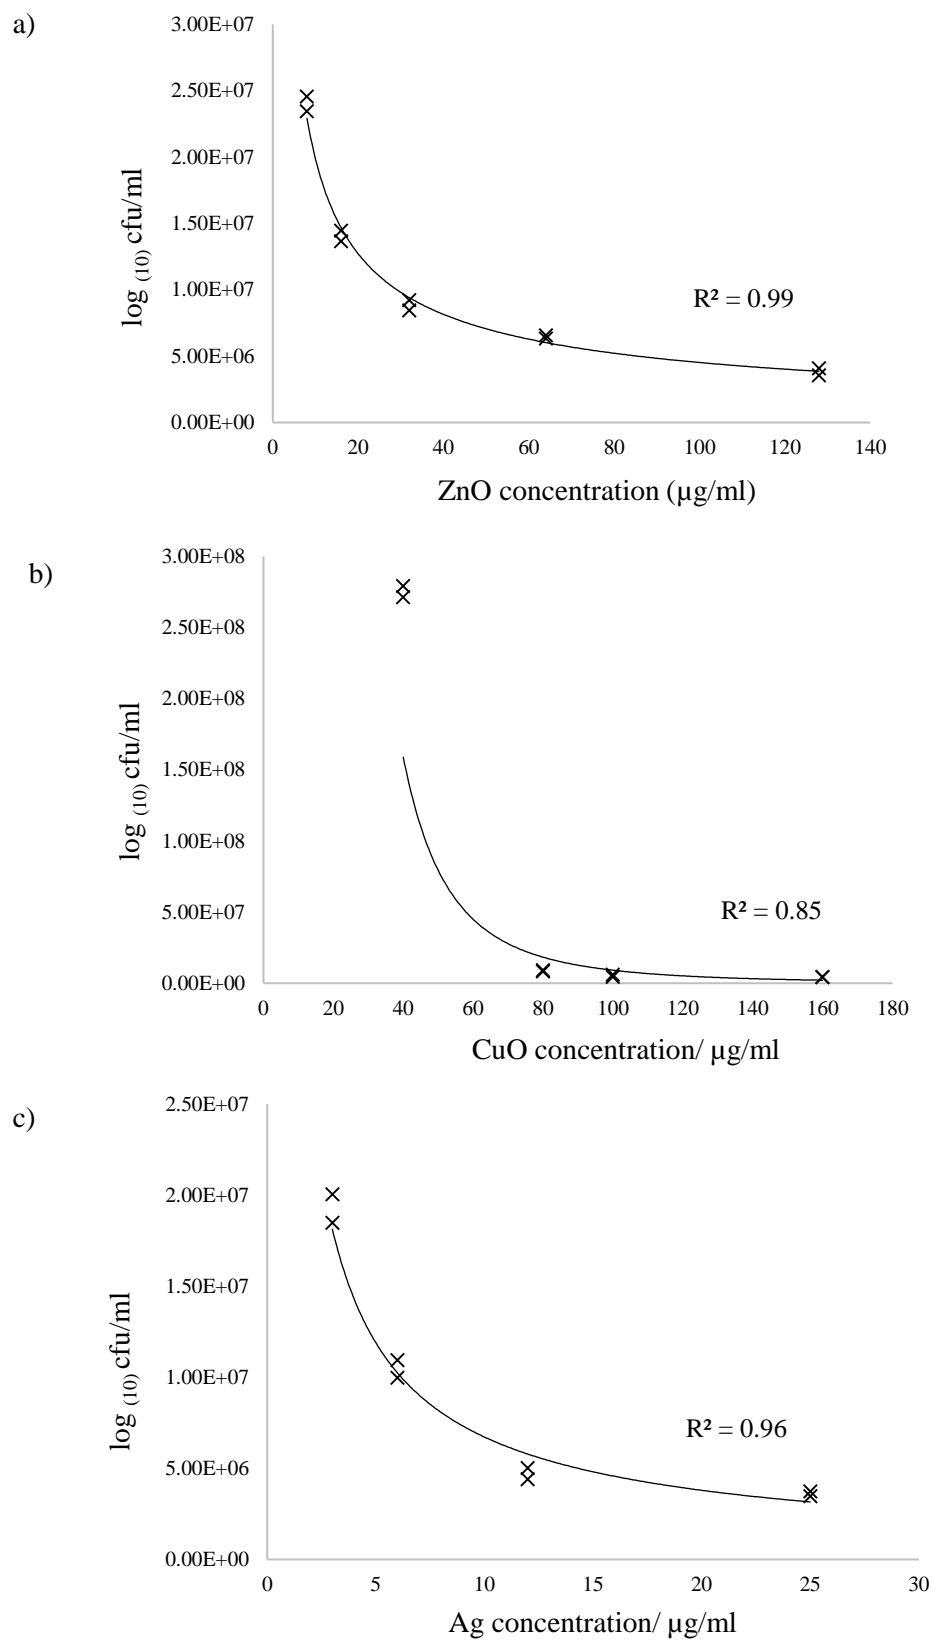 a)
3.00E+07
2.50E+07
2.00E+07
1.50E+07
1.00E+07
5.00E+06
0.00E+00
log (10) cfu/ml
R² = 0.99
0 20 40 60 80 100 120 140
ZnO concentration (µg/ml)
b)
3.00E+08
2.50E+08
2.00E+08
1.50E+08
1.00E+08
5.00E+07
0.00E+00
log (10) cfu/ml
R² = 0.85
0 20 40 60 80 100 120 140 160 180
CuO concentration/ µg/ml
c)
2.50E+07
2.00E+07
1.50E+07
1.00E+07
5.00E+06
0.00E+00
log (10) cfu/ml
R² = 0.96
0 5 10 15 20 25 30
Ag concentration/ µg/ml